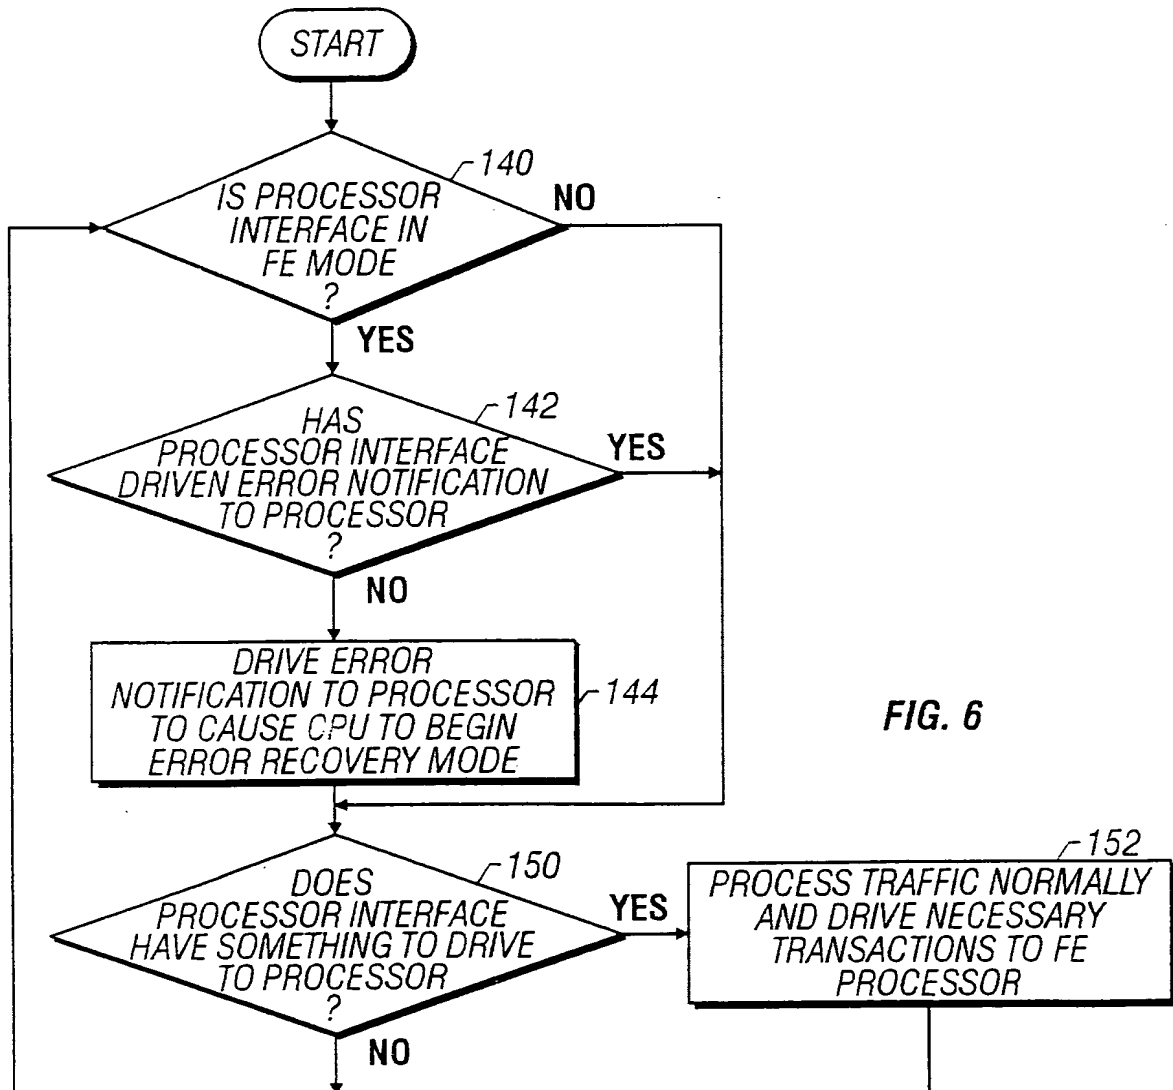 START
140
IS PROCESSOR
INTERFACE IN
FE MODE
?
NO
YES
142
HAS
PROCESSOR INTERFACE
DRIVEN ERROR NOTIFICATION
TO PROCESSOR
?
YES
NO
DRIVE ERROR
NOTIFICATION TO PROCESSOR
TO CAUSE CPU TO BEGIN
ERROR RECOVERY MODE
144
FIG. 6
150
DOES
PROCESSOR INTERFACE
HAVE SOMETHING TO DRIVE
TO PROCESSOR
?
YES
NO
152
PROCESS TRAFFIC NORMALLY
AND DRIVE NECESSARY
TRANSACTIONS TO FE
PROCESSOR